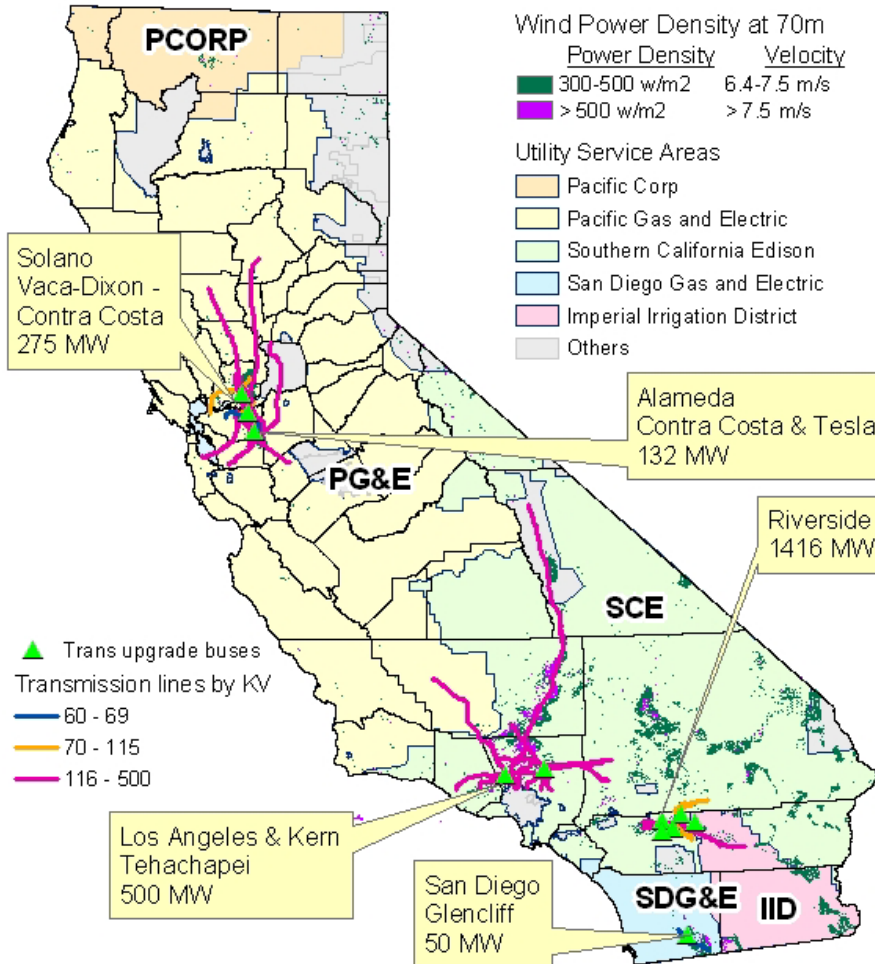 PCORP
Wind Power Density at 70m
Power Density Velocity
300-500 w/m2 6.4-7.5 m/s
> 500 w/m2 > 7.5 m/s
Utility Service Areas
Pacific Corp
Pacific Gas and Electric
Southern California Edison
San Diego Gas and Electric
Imperial Irrigation District
Others
Solano
Vaca-Dixon -
Contra Costa
275 MW
Alameda
Contra Costa & Tesla
132 MW
PG&E
Riverside
1416 MW
SCE
Trans upgrade buses
Transmission lines by KV
60 - 69
70 - 115
116 - 500
Los Angeles & Kern
Tehachapei
500 MW
San Diego
Glencliff
50 MW
SDG&E
IID